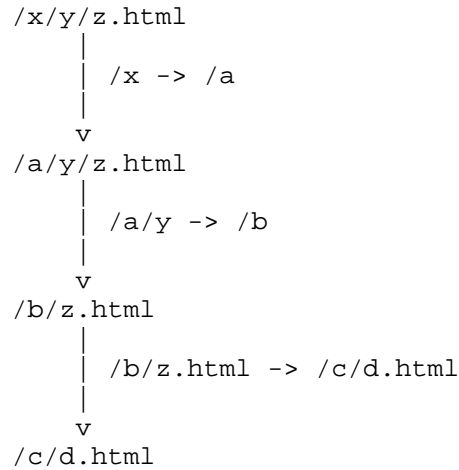 /x/y/z.html
|
| /x -> /a
|
v
/a/y/z.html
|
| /a/y -> /b
|
v
/b/z.html
|
| /b/z.html -> /c/d.html
|
v
/c/d.html